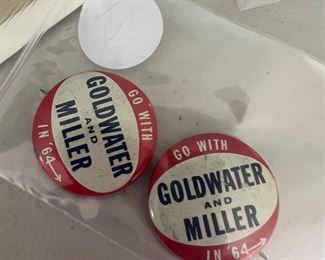 GO WITH
GOLDWATER
AND
MILLER
IN '64
GO WITH
GOLDWATER
AND
MILLER
IN '64